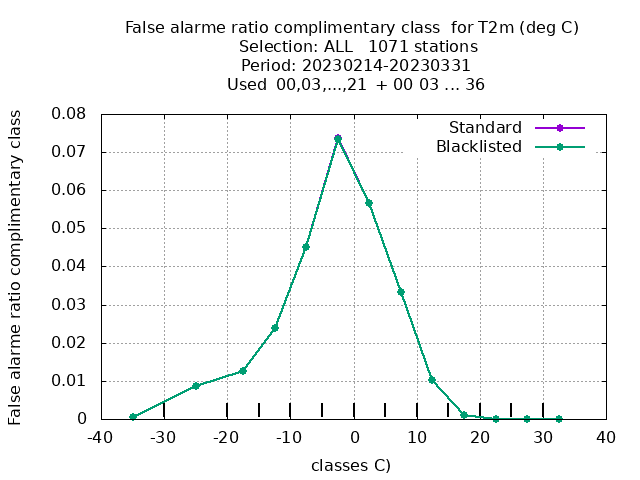 False alarme ratio complimentary class  for T2m (deg C)
Selection: ALL   1071 stations
Period: 20230214-20230331
Used  00,03,...,21  + 00 03 ... 36
False alarme ratio complimentary class
0.08
0.07
0.06
0.05
0.04
0.03
0.02
0.01
0
Standard
Blacklisted
-40 -30 -20 -10 0 10 20 30 40
classes C)